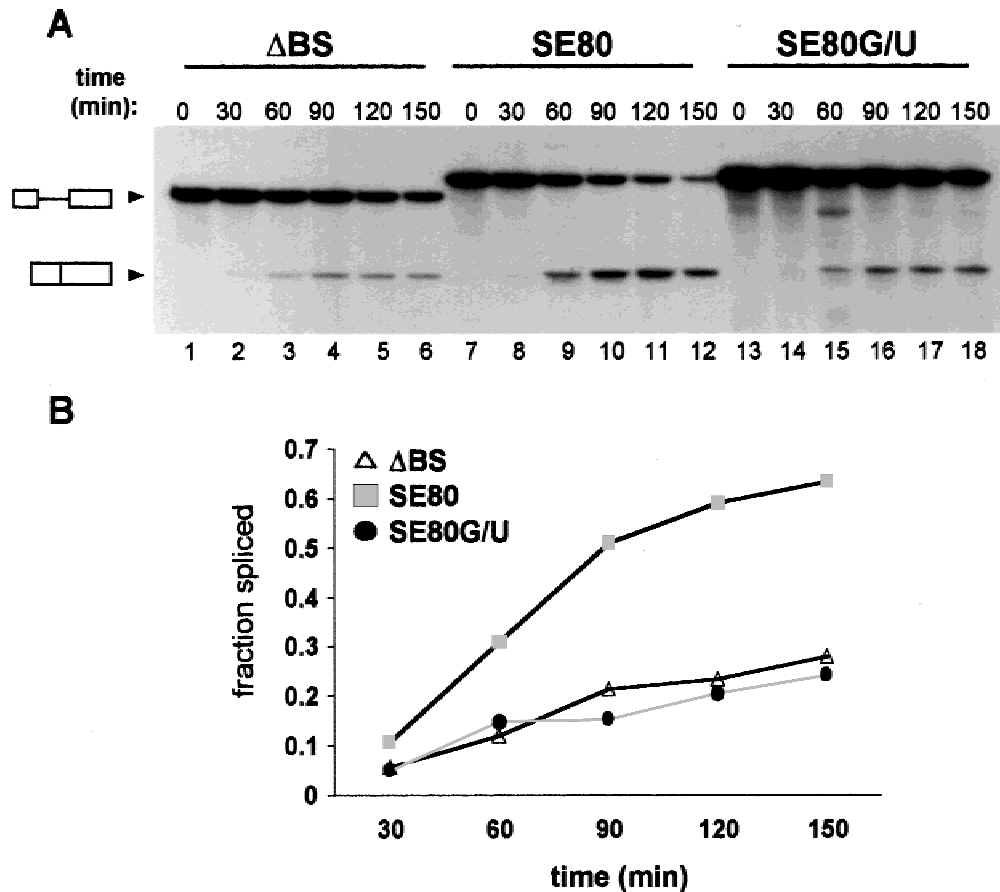 A
ΔBS SE80 SE80G/U
time
(min): 0 30 60 90 120 150 0 30 60 90 120 150 0 30 60 90 120 150
1 2 3 4 5 6 7 8 9 10 11 12 13 14 15 16 17 18
B
0.7
0.6
0.5
0.4
0.3
0.2
0.1
0
fraction spliced
ΔBS
SE80
SE80G/U
30 60 90 120 150
time (min)